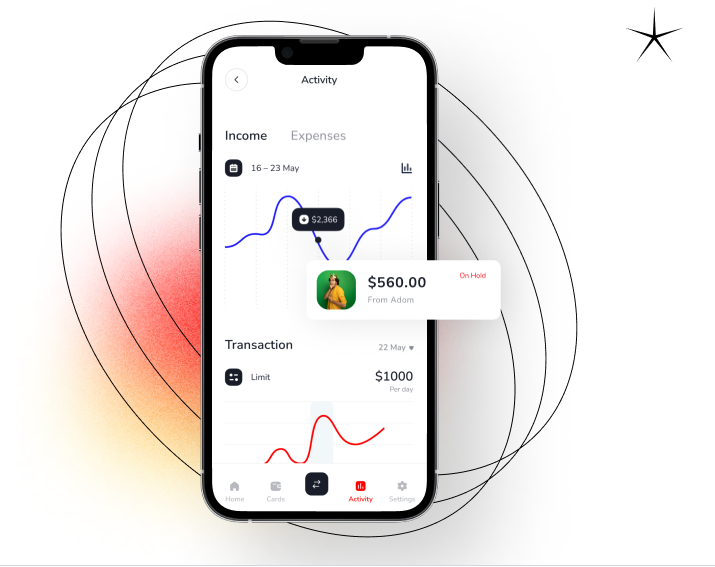 Activity
Income Expenses
16 – 23 May
$2,366
$560.00
On Hold
From Adom
Transaction
22 May
Limit
$1000
Per day
Home Cards Activity Settings